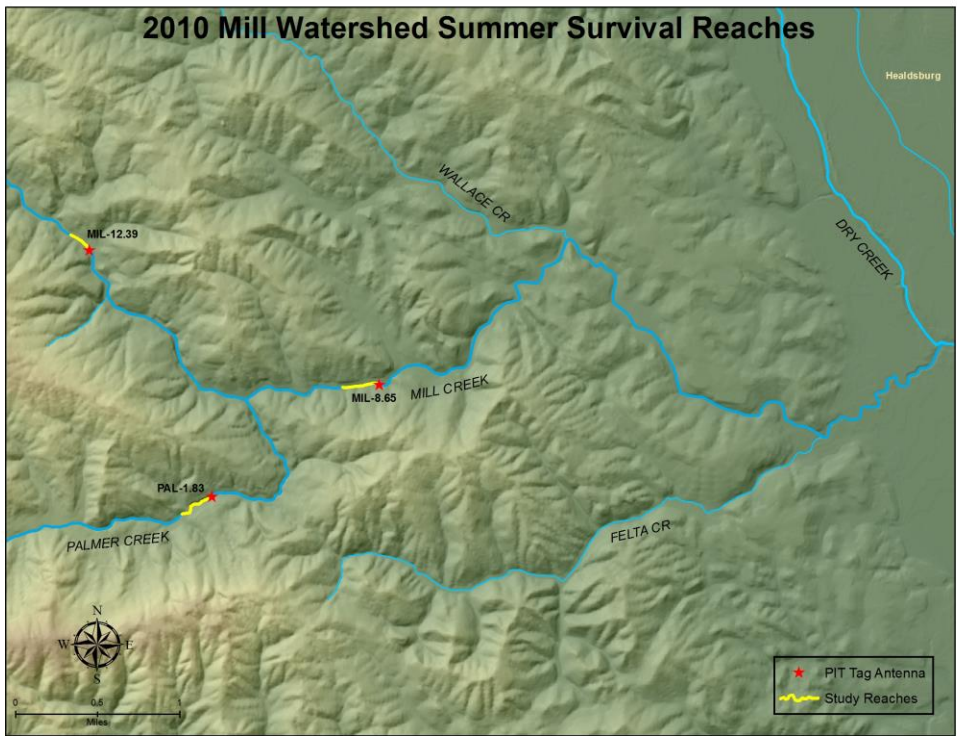 2010 Mill Watershed Summer Survival Reaches
Healdsburg
WALLACE CR
DRY CREEK
MIL-12.39
MILL CREEK
MIL-8.65
PAL-1.83
PALMER CREEK
FELTA CR
N
W E
S
0 0.5 1
Miles
PIT Tag Antenna
Study Reaches